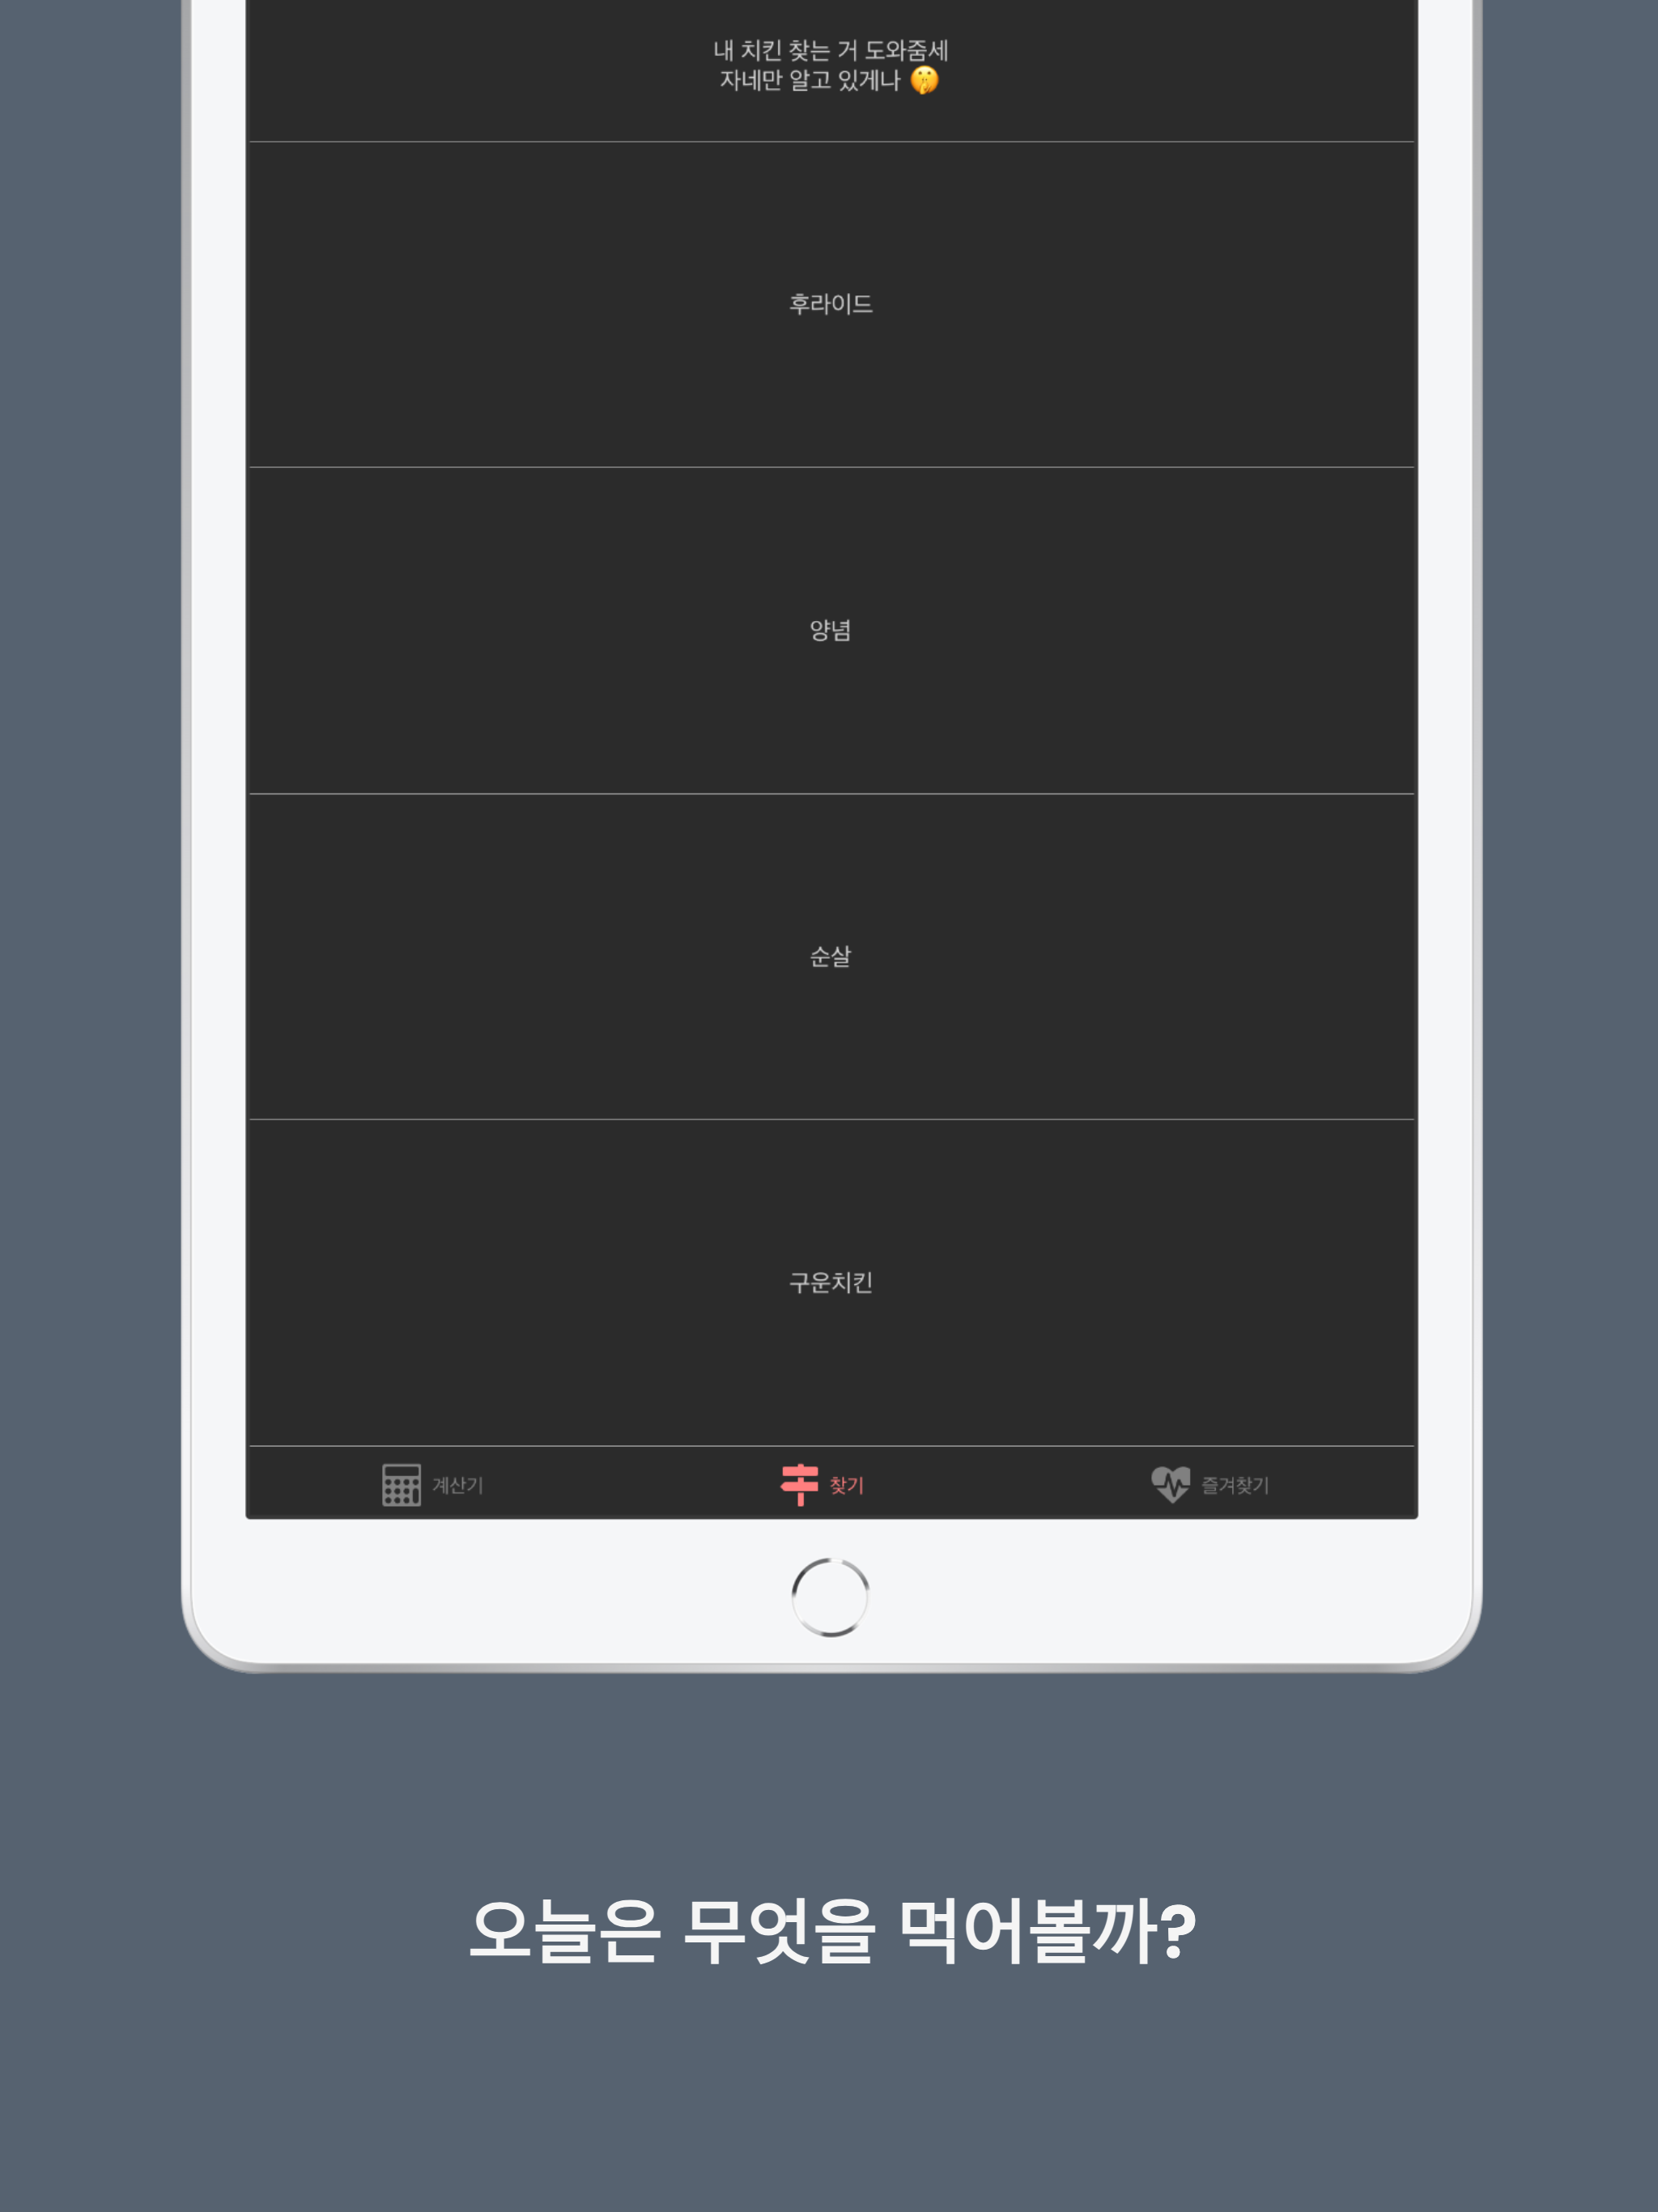 내 치킨 찾는 거 도와줌세
자네만 알고 있게나 🤫
후라이드
양념
순살
구운치킨
계산기
찾기
즐겨찾기
오늘은 무엇을 먹어볼까?